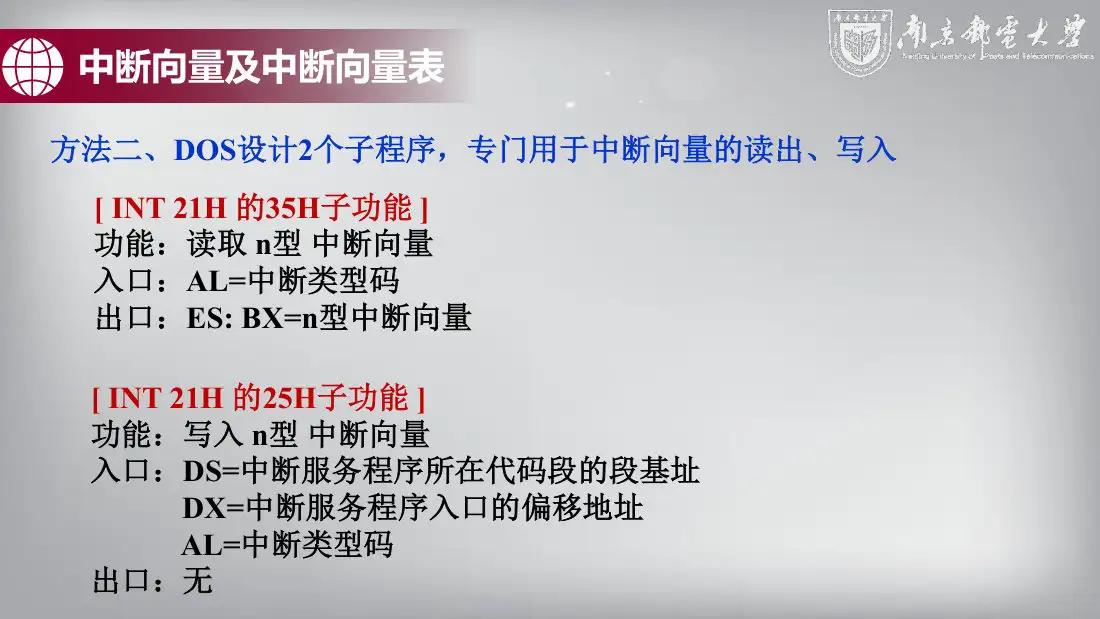 中断向量及中断向量表
南京邮电大学
Nanjing University of Posts and Telecommunications
方法二、DOS设计2个子程序，专门用于中断向量的读出、写入
[ INT 21H 的35H子功能 ]
功能：读取 n型 中断向量
入口：AL=中断类型码
出口：ES: BX=n型中断向量
[ INT 21H 的25H子功能 ]
功能：写入 n型 中断向量
入口：DS=中断服务程序所在代码段的段基址
DX=中断服务程序入口的偏移地址
AL=中断类型码
出口：无